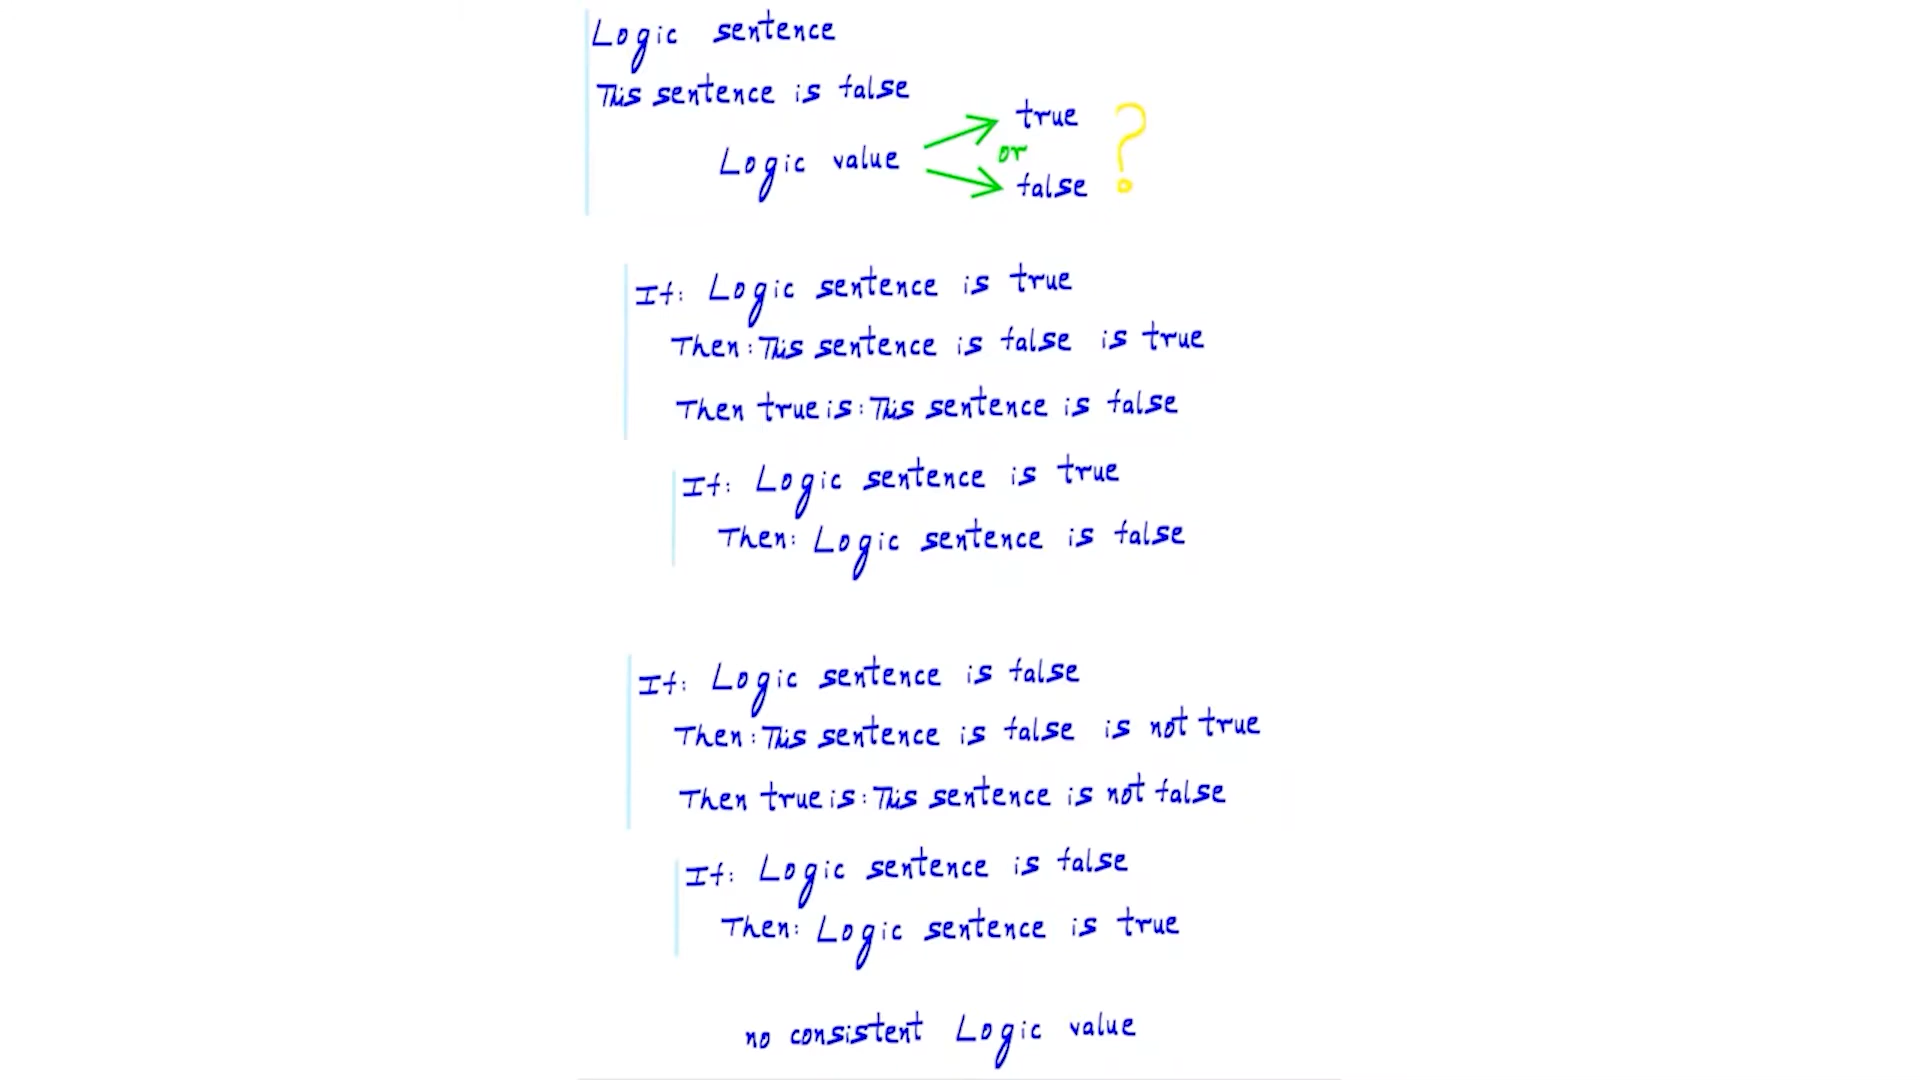 Logic sentence
This sentence is false
true
or
Logic value
false
?
If: Logic sentence is true
Then: This sentence is false is true
Then true is: This sentence is false
If: Logic sentence is true
Then: Logic sentence is false
If: Logic sentence is false
Then: This sentence is false is not true
Then true is: This sentence is not false
If: Logic sentence is false
Then: Logic sentence is true
no consistent Logic value